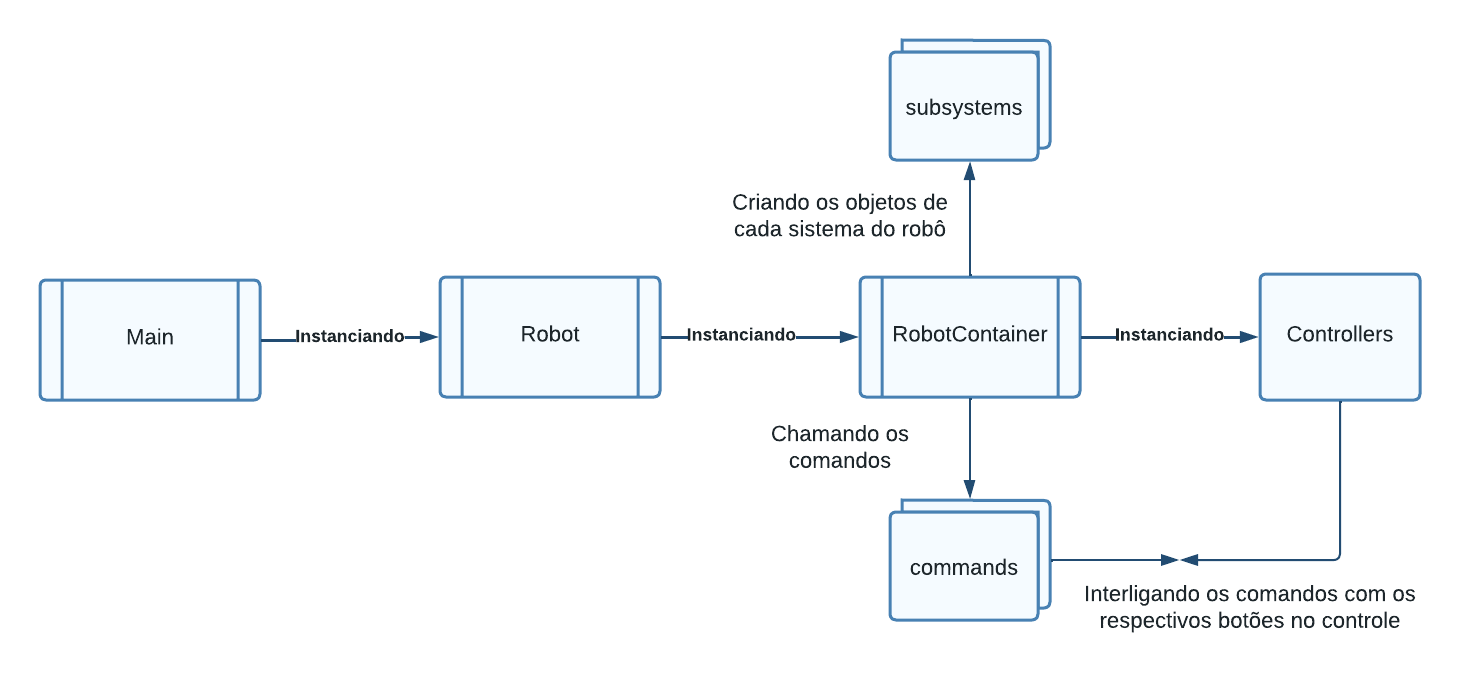 subsystems
Criando os objetos de
cada sistema do robô
Main
Instanciando
Robot
Instanciando
RobotContainer
Instanciando
Controllers
Chamando os
comandos
commands
Interligando os comandos com os
respectivos botões no controle